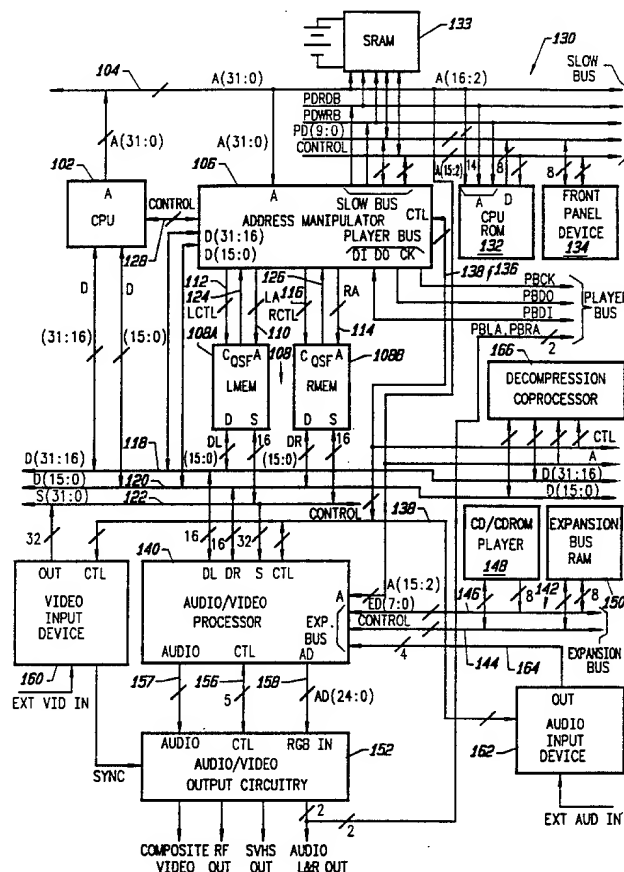 SRAM
133
130
SLOW
BUS
104
A(31:0)
A(16:2)
PDRDB
PDWRB
PD(9:0)
CONTROL
A(31:0)
A(31:0)
102
106
A(15:2)
14
8
8
8
A
CPU
CONTROL
128
A
SLOW BUS
ADDRESS MANIPULATOR
CTL
PLAYER BUS
DI DO CK
D(31:16)
D(15:0)
A D
CPU
ROM
132
FRONT
PANEL
DEVICE
134
138
136
D
D
112
124
LCTL
LA
110
126
116
RCTL
RA
114
PBCK
PBDO
PBDI
PBLA, PBRA
2
PLAYER
BUS
(31:16)
(15:0)
108A
108
108B
C QSF A
LMEM
D S
C QSF A
RMEM
D S
166
DECOMPRESSION
COPROCESSOR
DL
(15:0)
16
DR
(15:0)
16
CTL
A
D(31:16)
D(15:0)
118
D(31:16)
D(15:0)
120
S(31:0)
122
CONTROL
138
32
16
16
32
CD/CDROM
PLAYER
148
EXPANSION
BUS
RAM
150
OUT CTL
VIDEO
INPUT
DEVICE
160
EXT VID IN
140
DL DR S CTL
AUDIO/VIDEO
PROCESSOR
A
EXP.
BUS
AUDIO CTL AD
A(15:2)
146
8
142
8
ED(7:0)
CONTROL
144
4
164
EXPANSION
BUS
157
156
5
158
AD(24:0)
OUT
AUDIO
INPUT
DEVICE
162
EXT AUD IN
SYNC
AUDIO CTL RGB IN
AUDIO/VIDEO
OUTPUT CIRCUITRY
152
2
2
COMPOSITE
VIDEO
RF
OUT
SVHS
OUT
AUDIO
L&R OUT